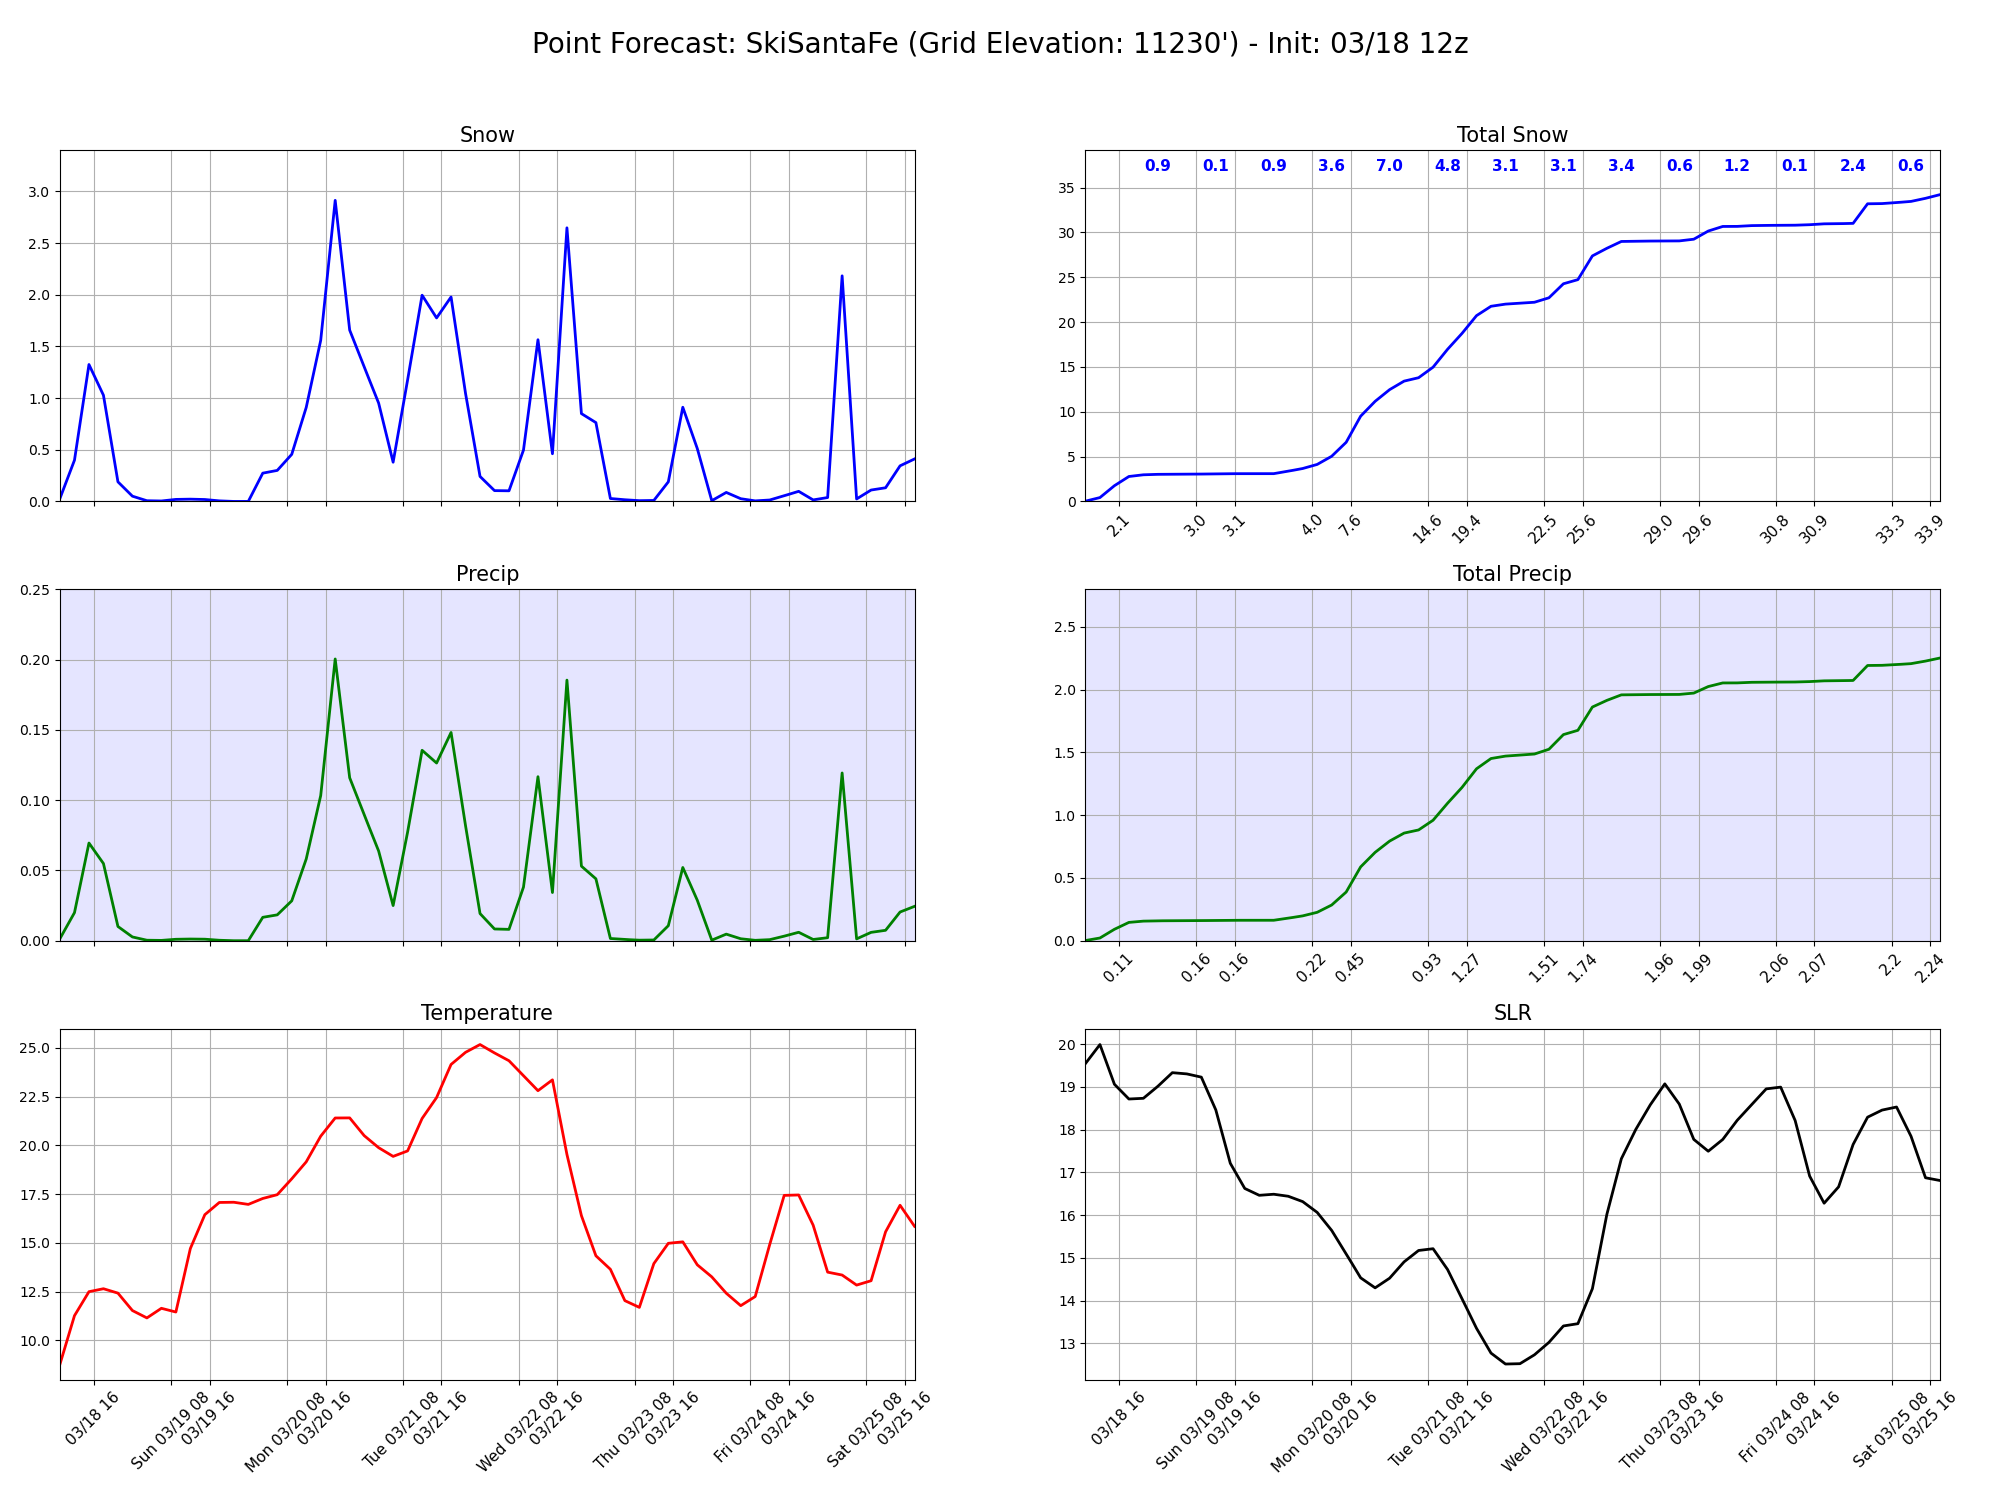 Point Forecast: SkiSantaFe (Grid Elevation: 11230') - Init: 03/18 12z
Snow
3.0
2.5
2.0
1.5
1.0
0.5
0.0
Total Snow
0.9 0.1 0.9 3.6 7.0 4.8 3.1 3.1 3.4 0.6 1.2 0.1 2.4 0.6
35
30
25
20
15
10
5
0
2.1 3.0 3.1 4.0 7.6 14.6 19.4 22.5 25.6 29.0 29.6 30.8 30.9 33.3 33.9
Precip
0.25
0.20
0.15
0.10
0.05
0.00
Total Precip
2.5
2.0
1.5
1.0
0.5
0.0
0.11 0.16 0.16 0.22 0.45 0.93 1.27 1.51 1.74 1.96 1.99 2.06 2.07 2.2 2.24
Temperature
25.0
22.5
20.0
17.5
15.0
12.5
10.0
03/18 16
Sun 03/19 08
03/19 16
Mon 03/20 08
03/20 16
Tue 03/21 08
03/21 16
Wed 03/22 08
03/22 16
Thu 03/23 08
03/23 16
Fri 03/24 08
03/24 16
Sat 03/25 08
03/25 16
SLR
20
19
18
17
16
15
14
13
03/18 16
Sun 03/19 08
03/19 16
Mon 03/20 08
03/20 16
Tue 03/21 08
03/21 16
Wed 03/22 08
03/22 16
Thu 03/23 08
03/23 16
Fri 03/24 08
03/24 16
Sat 03/25 08
03/25 16